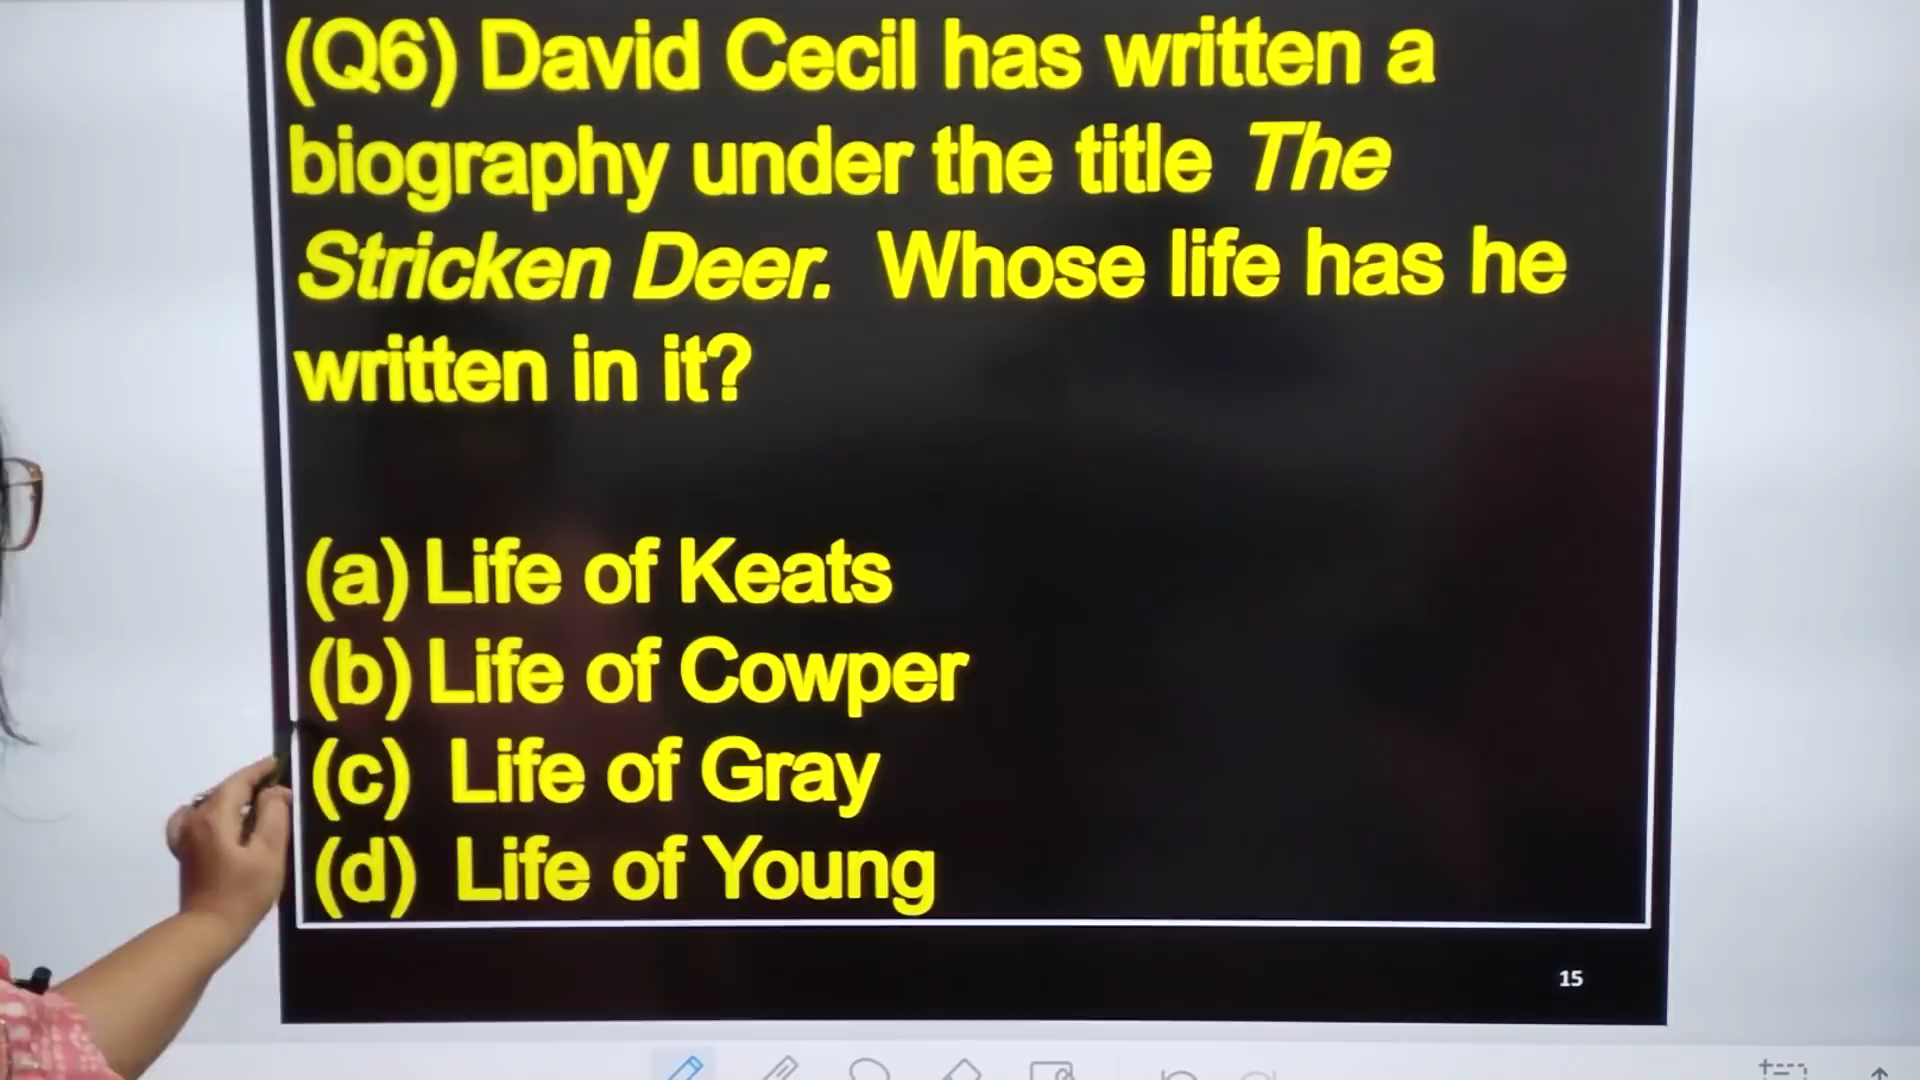 (Q6) David Cecil has written a
biography under the title The
Stricken Deer. Whose life has he
written in it?
(a) Life of Keats
(b) Life of Cowper
(c) Life of Gray
(d) Life of Young
15